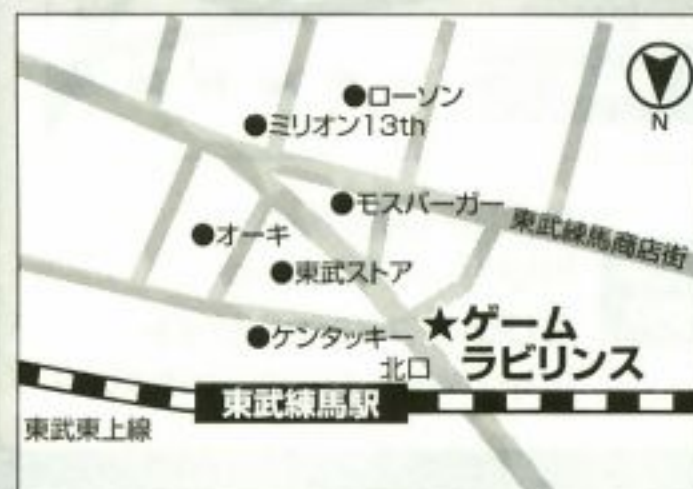 ●ローソン
●ミリオン13th
N
●モスバーガー
東武練馬商店街
●オーキ
●東武ストア
●ケンタッキー
★ゲーム
ラビリンス
北口
東武練馬駅
東武東上線